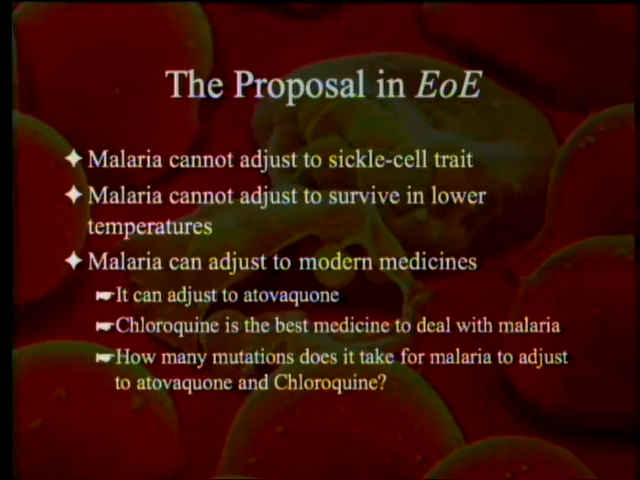 The Proposal in EoE
Malaria cannot adjust to sickle-cell trait
Malaria cannot adjust to survive in lower
temperatures
Malaria can adjust to modern medicines
It can adjust to atovaquone
Chloroquine is the best medicine to deal with malaria
How many mutations does it take for malaria to adjust
to atovaquone and Chloroquine?